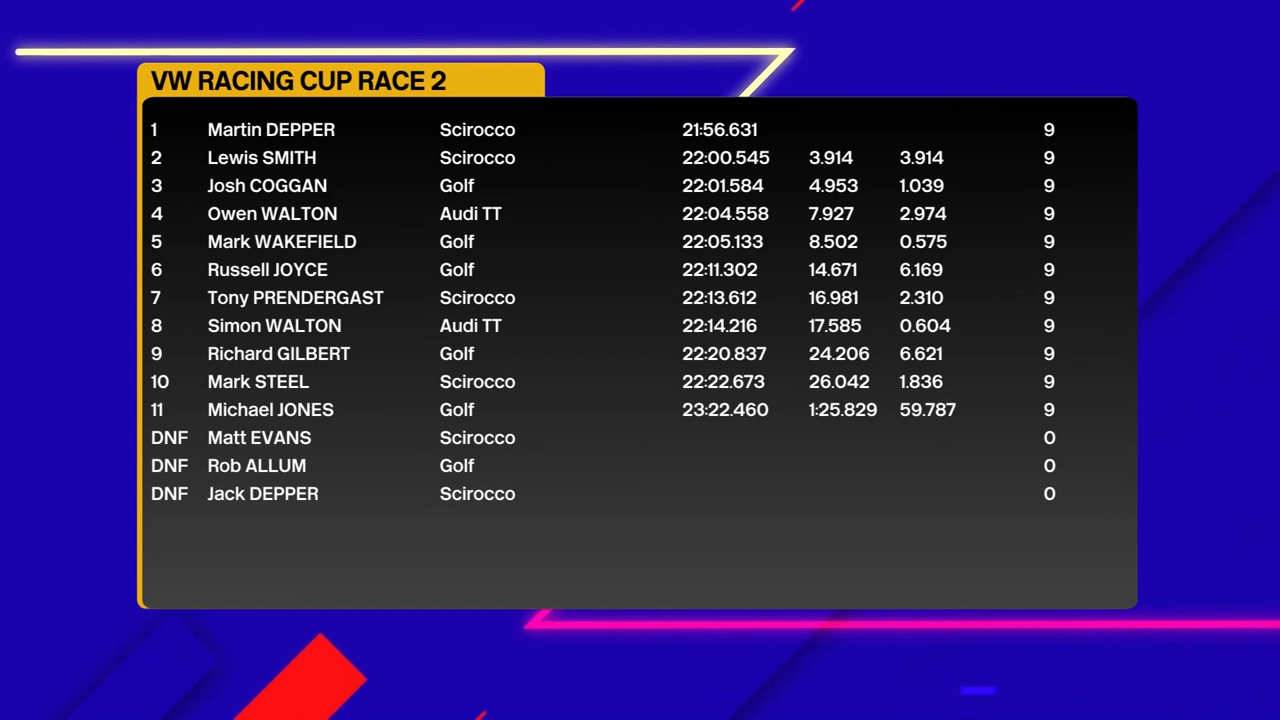 VW RACING CUP RACE 2
1 Martin DEPPER Scirocco 21:56.631 9
2 Lewis SMITH Scirocco 22:00.545 3.914 3.914 9
3 Josh COGGAN Golf 22:01.584 4.953 1.039 9
4 Owen WALTON Audi TT 22:04.558 7.927 2.974 9
5 Mark WAKEFIELD Golf 22:05.133 8.502 0.575 9
6 Russell JOYCE Golf 22:11.302 14.671 6.169 9
7 Tony PRENDERGAST Scirocco 22:13.612 16.981 2.310 9
8 Simon WALTON Audi TT 22:14.216 17.585 0.604 9
9 Richard GILBERT Golf 22:20.837 24.206 6.621 9
10 Mark STEEL Scirocco 22:22.673 26.042 1.836 9
11 Michael JONES Golf 23:22.460 1:25.829 59.787 9
DNF Matt EVANS Scirocco 0
DNF Rob ALLUM Golf 0
DNF Jack DEPPER Scirocco 0